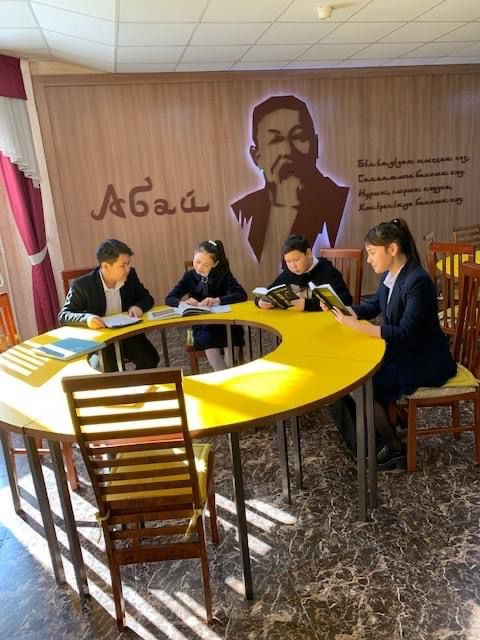 Абай
Білімдіден шыққан сөз,
Талаптыға болсын кез.
Нұрын, сырын көруге,
Көкірегінде болсын көз.